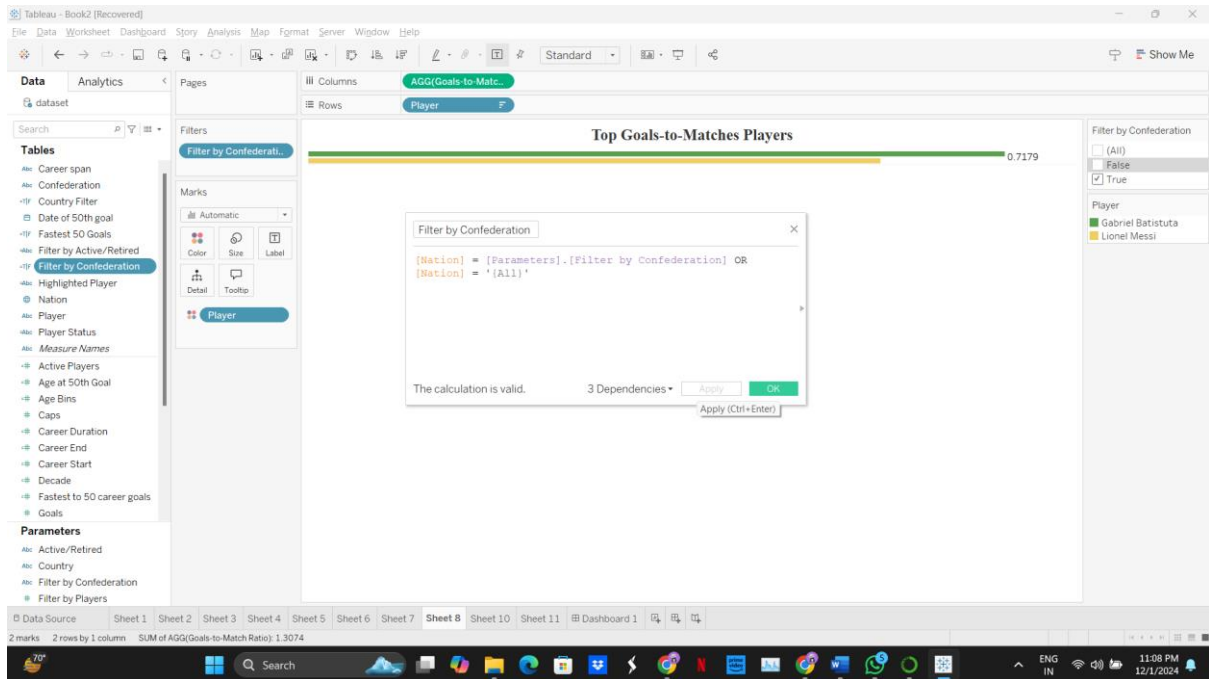 Tableau - Book2 [Recovered]
File Data Worksheet Dashboard Story Analysis Map Format Server Window Help
Standard
Show Me
Data Analytics
dataset
Search
Tables
Abc Career span
Abc Confederation
Country Filter
Date of 50th goal
Fastest 50 Goals
Filter by Active/Retired
Filter by Confederation
Highlighted Player
Nation
Abc Player
Player Status
Abc Measure Names
Active Players
Age at 50th Goal
Age Bins
# Caps
Career Duration
Career End
Career Start
Decade
Fastest to 50 career goals
# Goals
Parameters
Abc Active/Retired
Abc Country
Abc Filter by Confederation
# Filter by Players
Pages
Filters
Filter by Confederati..
Marks
Automatic
Color Size Label
Detail Tooltip
Player
Columns AGG(Goals-to-Matc..
Rows Player
Top Goals-to-Matches Players
0.7179
Filter by Confederation
[Nation] = [Parameters].[Filter by Confederation] OR
[Nation] = '{All}'
The calculation is valid. 3 Dependencies Apply OK
Apply (Ctrl+Enter)
Filter by Confederation
(All)
False
True
Player
Gabriel Batistuta
Lionel Messi
Data Source Sheet 1 Sheet 2 Sheet 3 Sheet 4 Sheet 5 Sheet 6 Sheet 7 Sheet 8 Sheet 10 Sheet 11 Dashboard 1
2 marks 2 rows by 1 column SUM of AGG(Goals-to-Match Ratio): 1.3074
70°
Search
ENG
IN
11:08 PM
12/1/2024